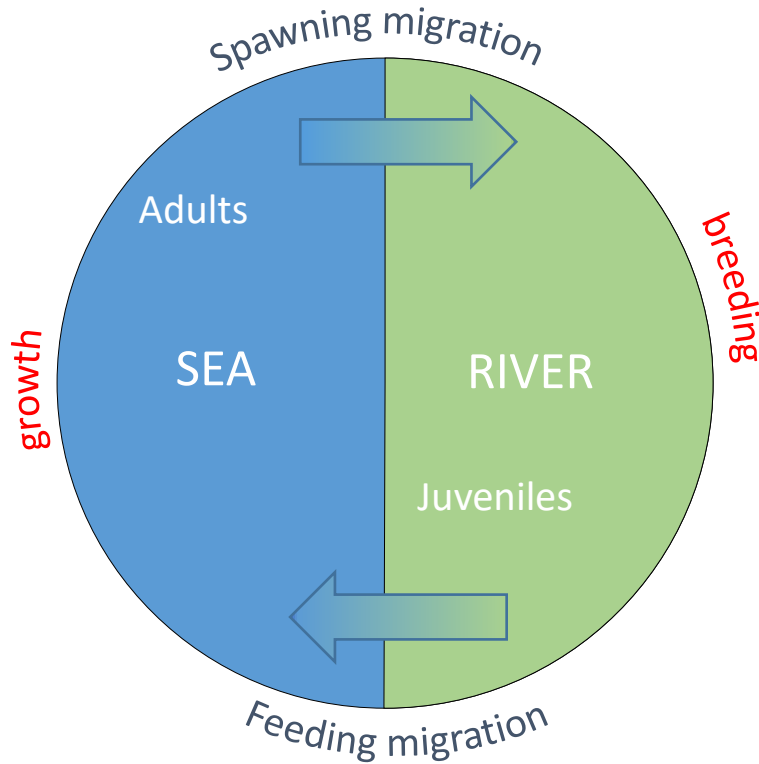 Spawning migration
Adults
breeding
growth
SEA
RIVER
Juveniles
Feeding migration